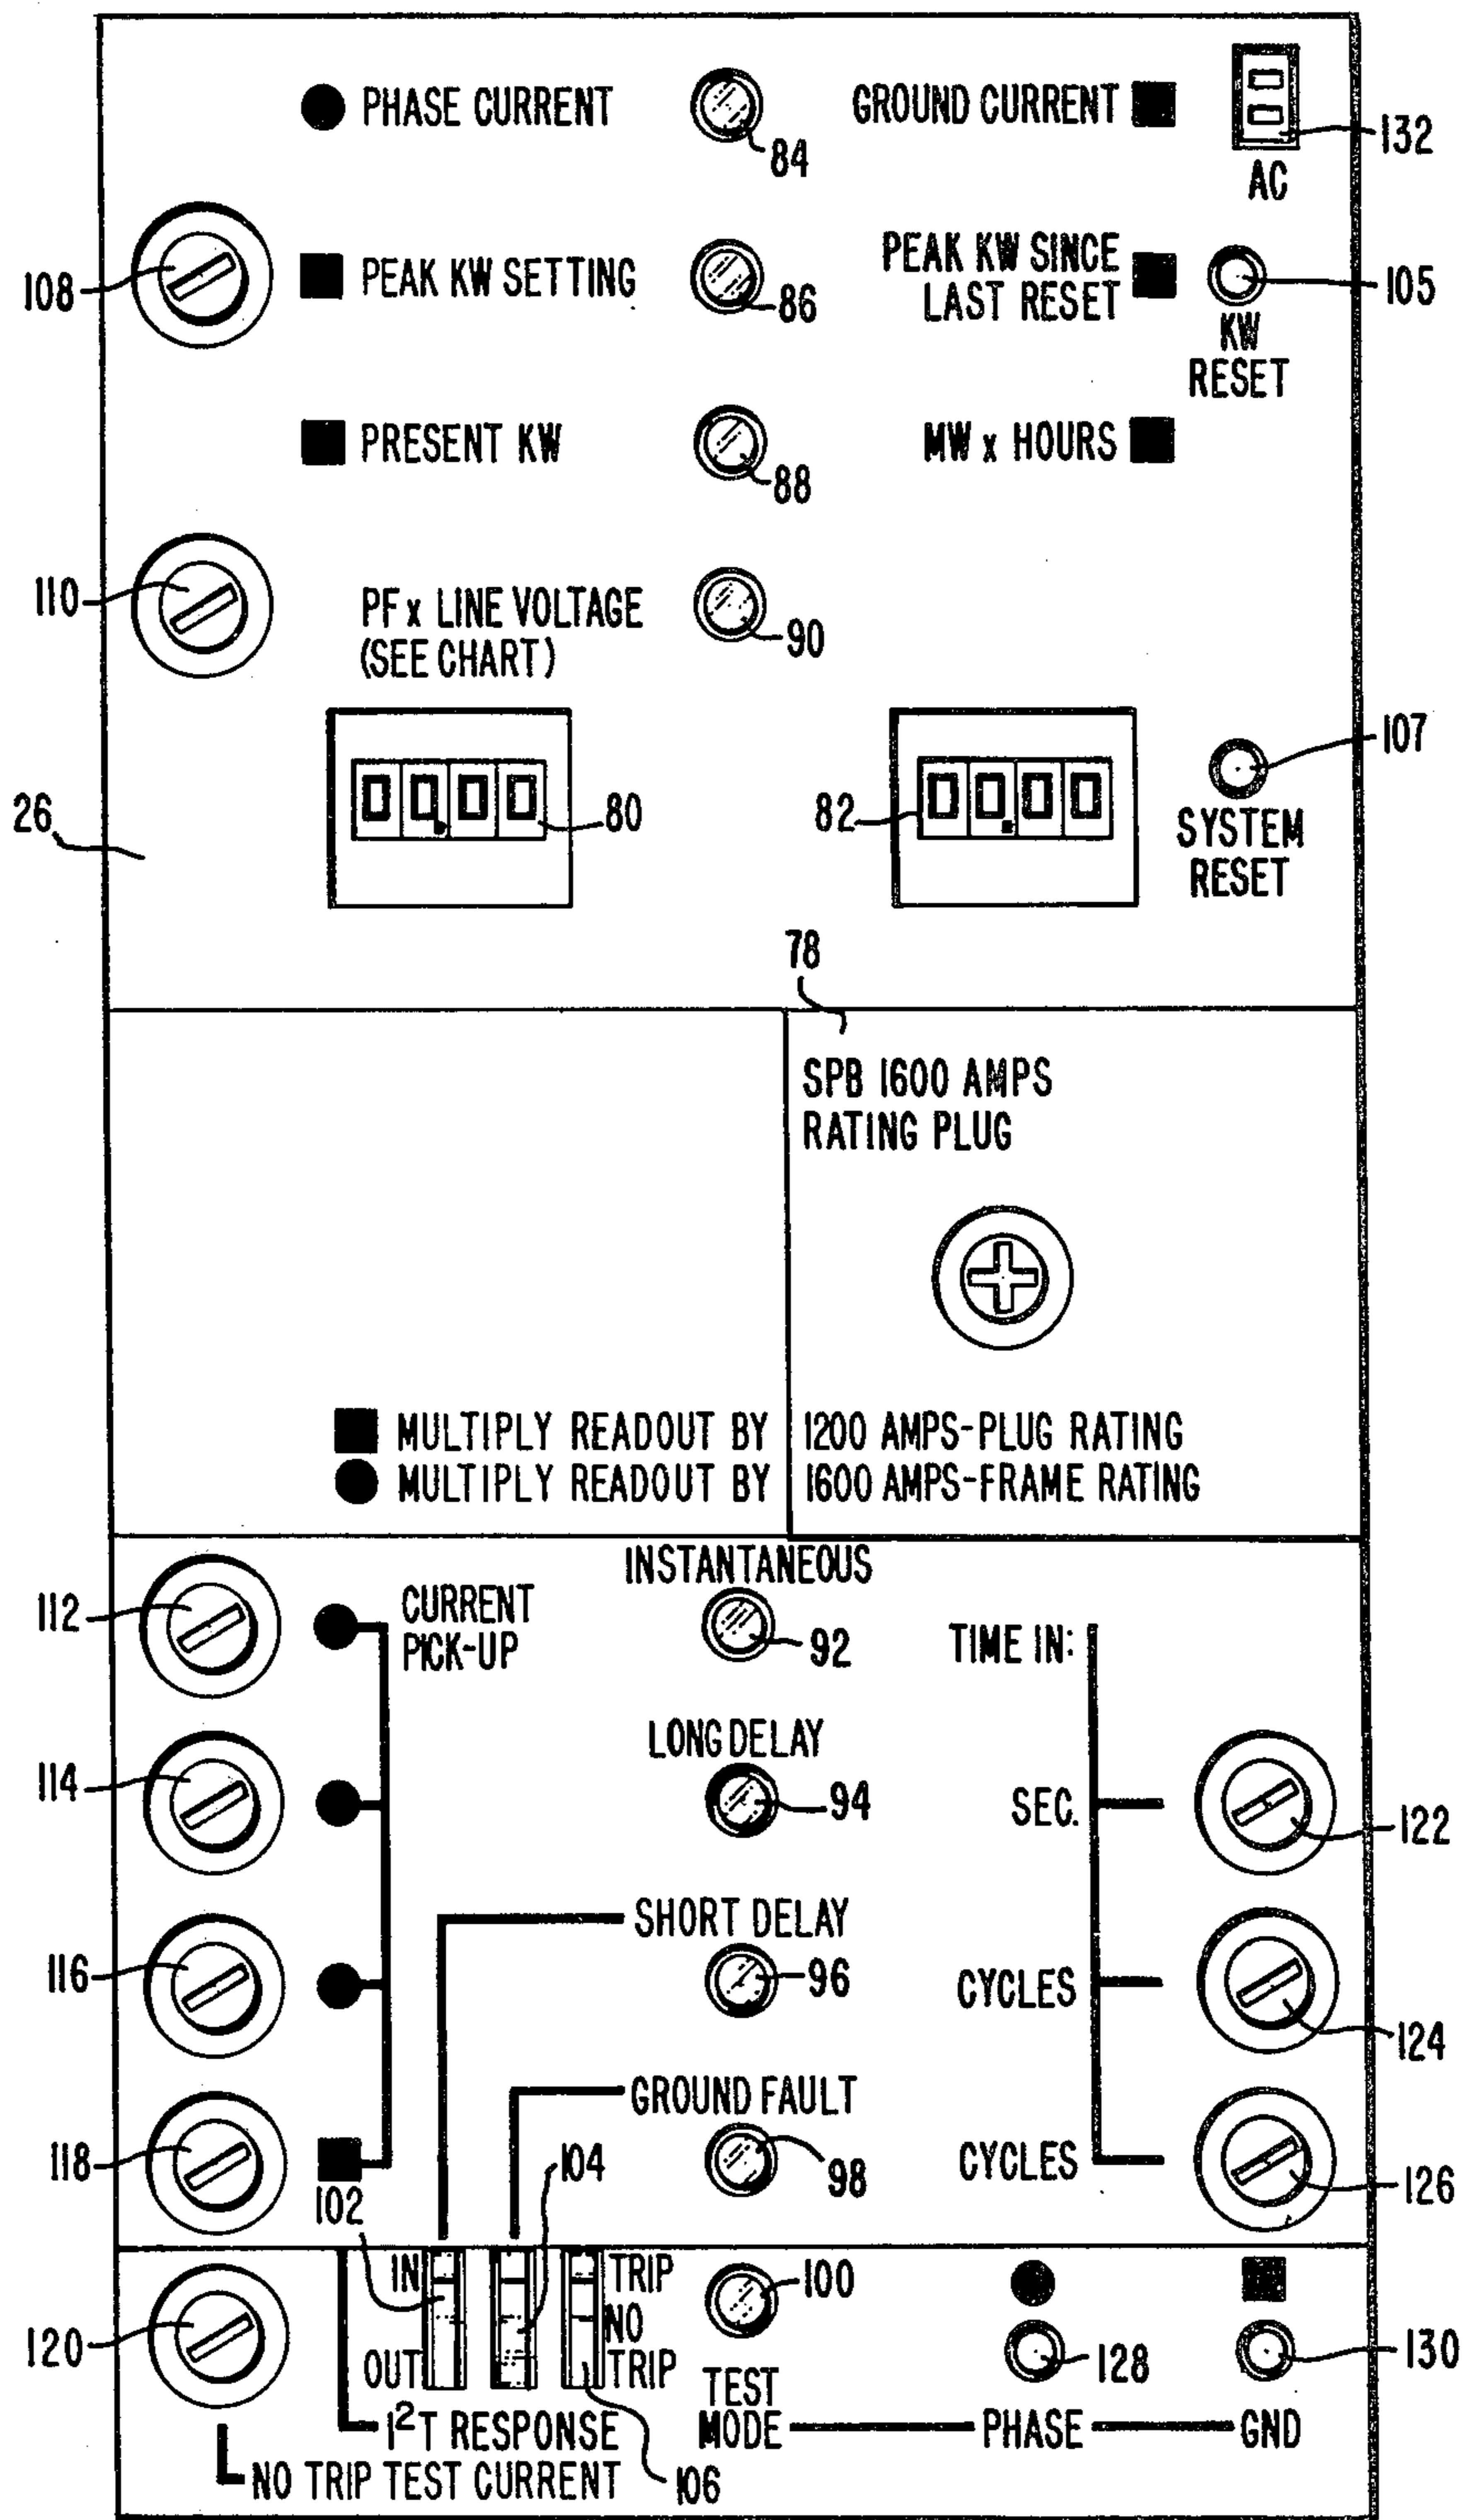 PHASE CURRENT
84
GROUND CURRENT
132
AC
108
PEAK KW SETTING
86
PEAK KW SINCE
LAST RESET
105
KW
RESET
PRESENT KW
88
MW x HOURS
110
PF x LINE VOLTAGE
(SEE CHART)
90
26
00.00
80
82
00.00
107
SYSTEM
RESET
78
SPB 1600 AMPS
RATING PLUG
MULTIPLY READOUT BY 1200 AMPS-PLUG RATING
MULTIPLY READOUT BY 1600 AMPS-FRAME RATING
INSTANTANEOUS
112
CURRENT
PICK-UP
92
TIME IN:
LONG DELAY
114
94
SEC.
122
SHORT DELAY
116
96
CYCLES
124
GROUND FAULT
118
102
104
98
CYCLES
126
IN
OUT
TRIP
NO
TRIP
100
120
128
130
TEST
MODE
PHASE
GND
I²T RESPONSE
NO TRIP TEST CURRENT
106